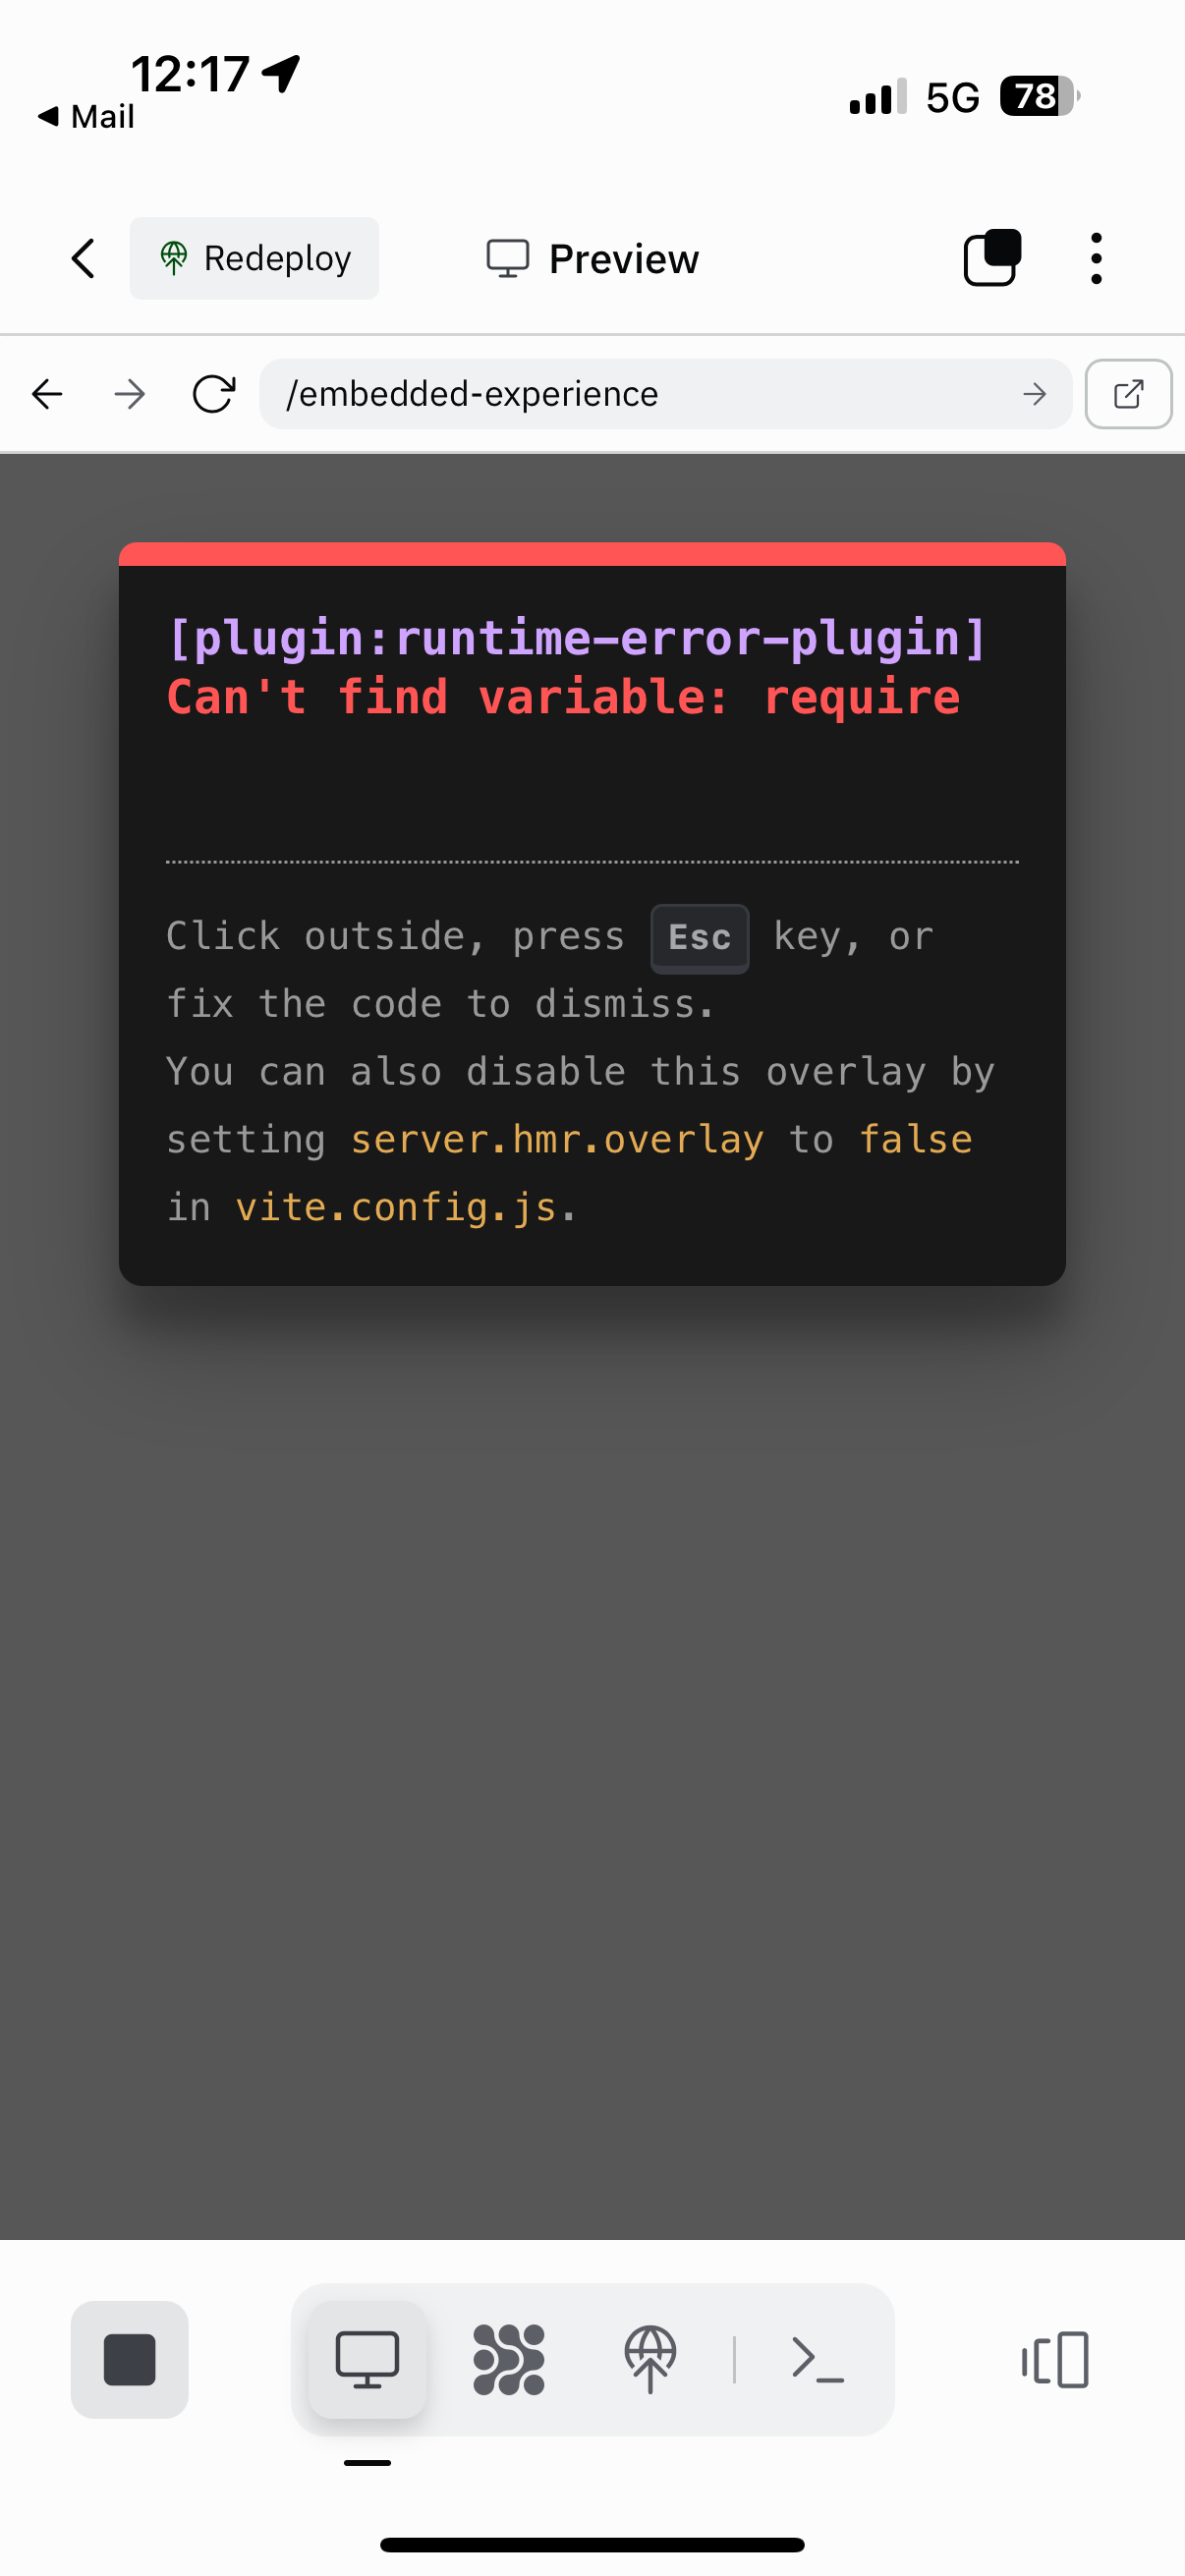 12:17
Mail
5G
78
Redeploy
Preview
/embedded-experience
[plugin:runtime-error-plugin]
Can't find variable: require
Click outside, press Esc key, or
fix the code to dismiss.
You can also disable this overlay by
setting server.hmr.overlay to false
in vite.config.js.